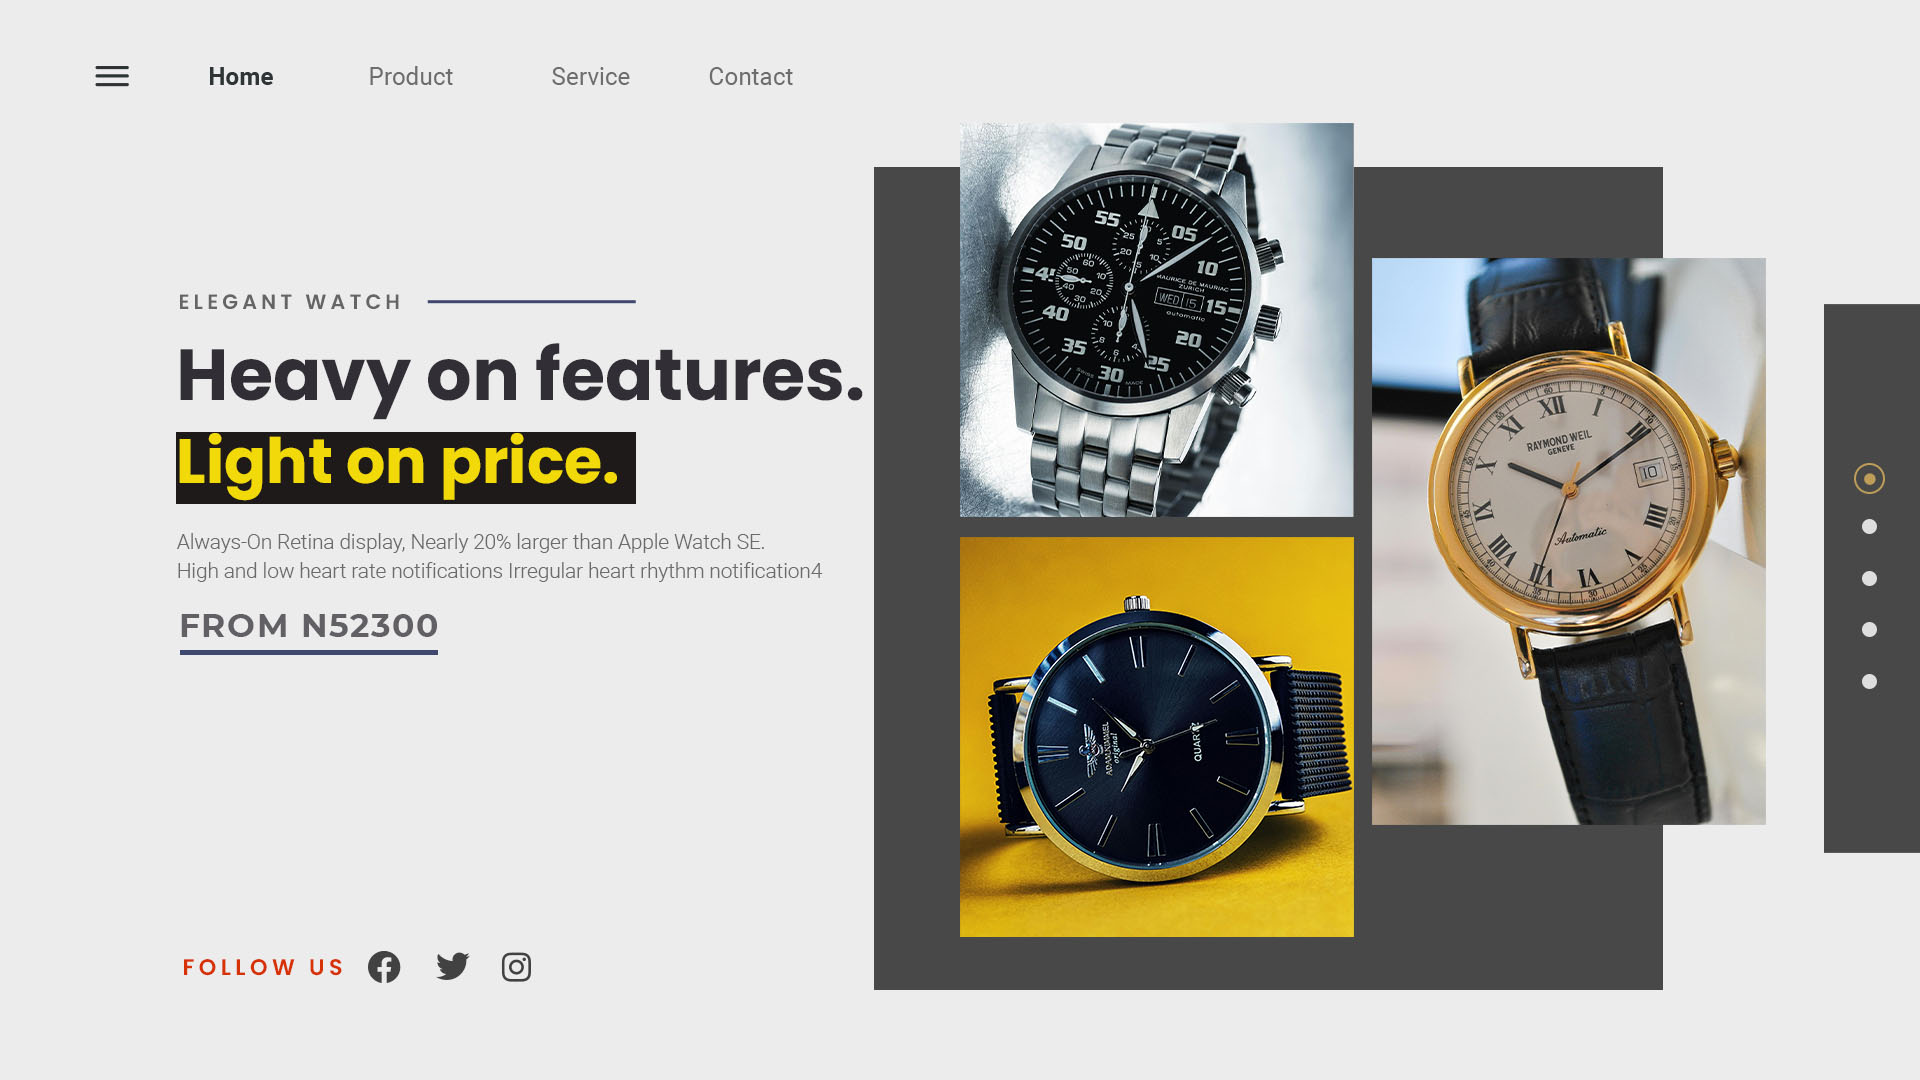 Home Product Service Contact
ELEGANT WATCH
Heavy on features.
Light on price.
Always-On Retina display, Nearly 20% larger than Apple Watch SE.
High and low heart rate notifications Irregular heart rhythm notification4
FROM N52300
FOLLOW US
55 05 10 15 20 25 30 35 40 50
MAURICE DE MAURIAC
ZURICH
WED 15
automatic
SWISS MADE
RAYMOND WEIL
GENEVE
10
Automatic
XII I II IIII V VI VII VIII IX X XI
original
QUARTZ